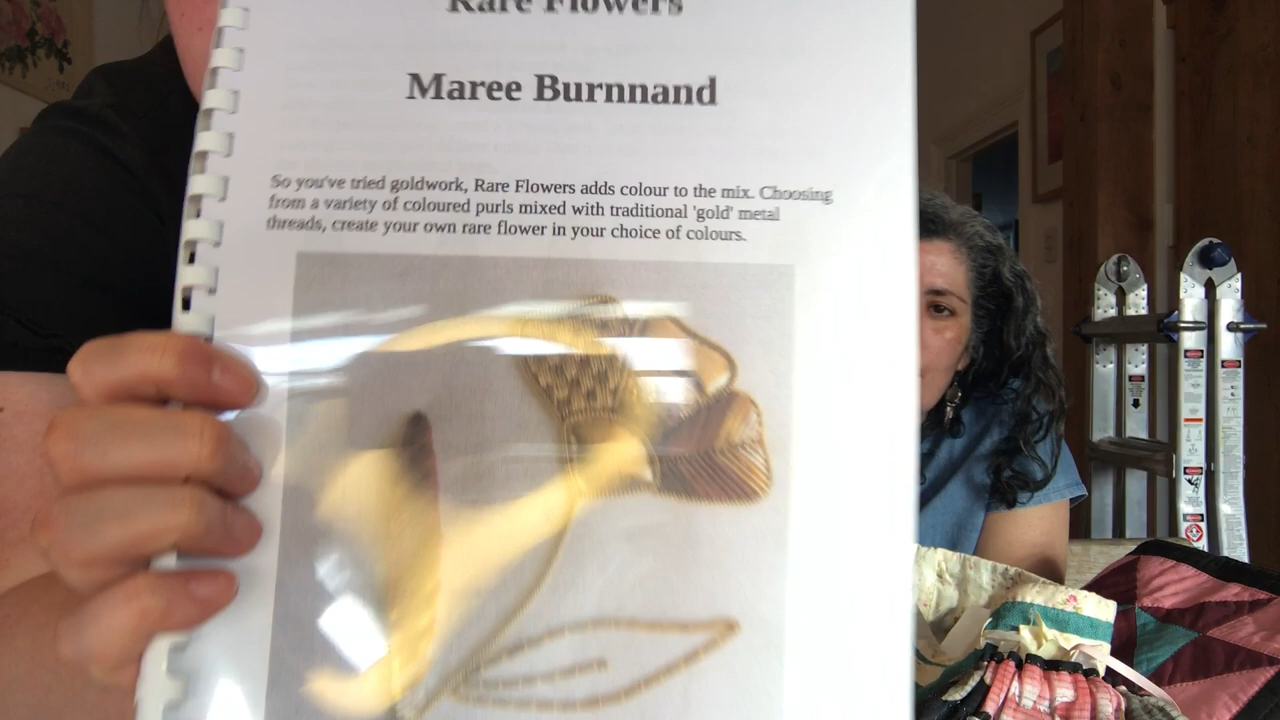 Rare Flowers
Maree Burnnand
So you've tried goldwork, Rare Flowers adds colour to the mix. Choosing
from a variety of coloured purls mixed with traditional 'gold' metal
threads, create your own rare flower in your choice of colours.